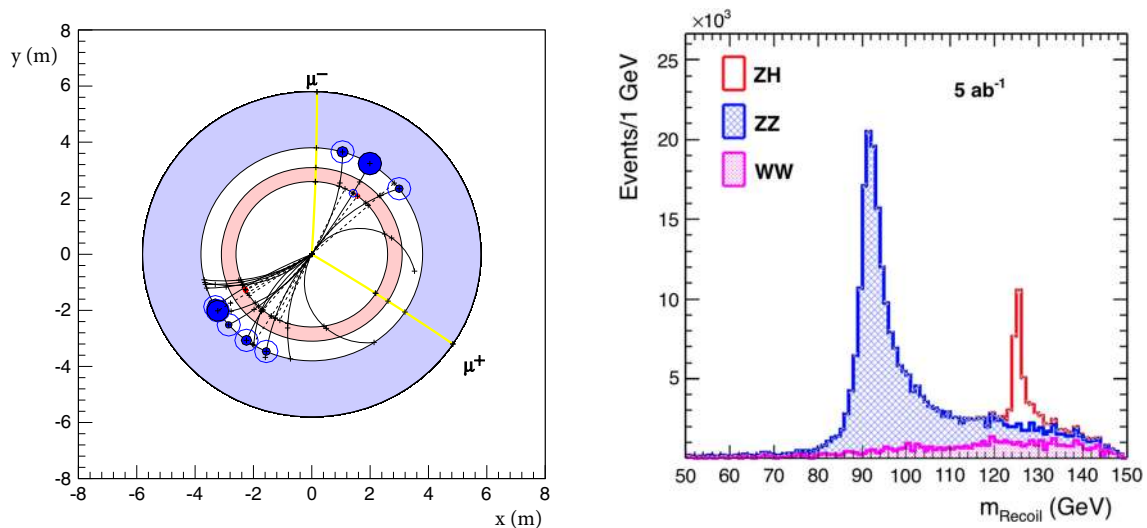 y (m)
8
6
4
2
0
-2
-4
-6
-8
μ−
μ+
-8 -6 -4 -2 0 2 4 6 8
x (m)
×10³
Events/1 GeV
25
20
15
10
5
ZH
ZZ
WW
5 ab⁻¹
50 60 70 80 90 100 110 120 130 140 150
mRecoil (GeV)